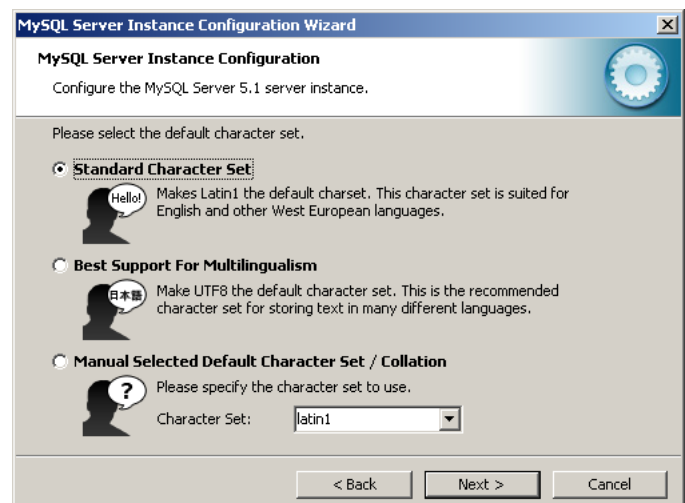 MySQL Server Instance Configuration Wizard
MySQL Server Instance Configuration
Configure the MySQL Server 5.1 server instance.
Please select the default character set.
Standard Character Set
Hello!
Makes Latin1 the default charset. This character set is suited for
English and other West European languages.
Best Support For Multilingualism
日本語
Make UTF8 the default character set. This is the recommended
character set for storing text in many different languages.
Manual Selected Default Character Set / Collation
?
Please specify the character set to use.
Character Set: latin1
< Back Next > Cancel